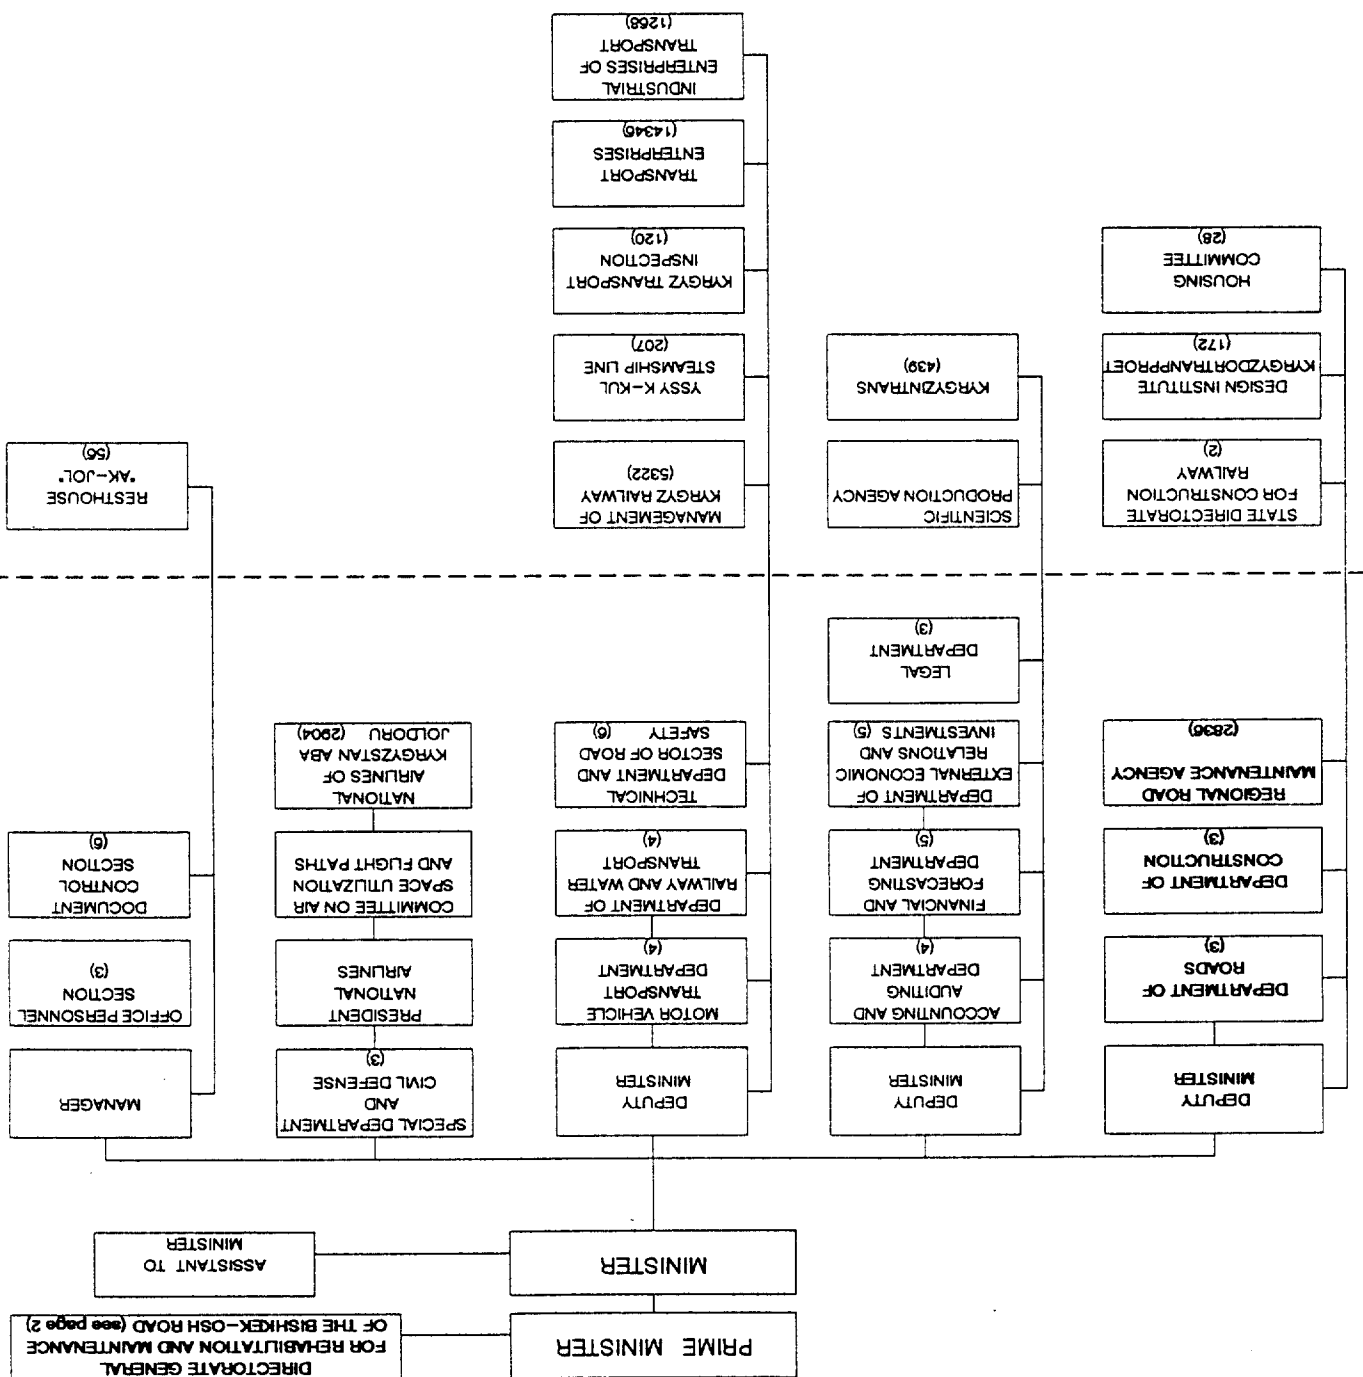 PRIME MINISTER
DIRECTORATE GENERAL
FOR REHABILITATION AND MAINTENANCE
OF THE BISHKEK-OSH ROAD (see page 2)
MINISTER
ASSISTANT TO
MINISTER
DEPUTY
MINISTER
DEPARTMENT OF
ROADS
(3)
DEPARTMENT OF
CONSTRUCTION
(3)
REGIONAL ROAD
MAINTENANCE AGENCY
(2836)
STATE DIRECTORATE
FOR CONSTRUCTION
RAILWAY
(2)
DESIGN INSTITUTE
KYRGYZDORTRANPPROET
(172)
HOUSING
COMMITTEE
(28)
DEPUTY
MINISTER
ACCOUNTING AND
AUDITING
DEPARTMENT
(4)
FINANCIAL AND
FORECASTING
DEPARTMENT
(5)
DEPARTMENT OF
EXTERNAL ECONOMIC
RELATIONS AND
INVESTMENTS (5)
LEGAL
DEPARTMENT
(3)
SCIENTIFIC
PRODUCTION AGENCY
KYRGYZINTRANS
(439)
DEPUTY
MINISTER
MOTOR VEHICLE
TRANSPORT
DEPARTMENT
(4)
DEPARTMENT OF
RAILWAY AND WATER
TRANSPORT
(4)
TECHNICAL
DEPARTMENT AND
SECTOR OF ROAD
SAFETY (6)
MANAGEMENT OF
KYRGYZ RAILWAY
(5322)
YSSY K-KUL
STEAMSHIP LINE
(207)
KYRGYZ TRANSPORT
INSPECTION
(120)
TRANSPORT
ENTERPRISES
(14346)
INDUSTRIAL
ENTERPRISES OF
TRANSPORT
(1268)
SPECIAL DEPARTMENT
AND
CIVIL DEFENSE
(3)
PRESIDENT
NATIONAL
AIRLINES
COMMITTEE ON AIR
SPACE UTILIZATION
AND FLIGHT PATHS
NATIONAL
AIRLINES OF
KYRGYZSTAN ABA
JOLDORU (2904)
MANAGER
OFFICE PERSONNEL
SECTION
(3)
DOCUMENT
CONTROL
SECTION
(6)
RESTHOUSE
"AK-JOL"
(56)